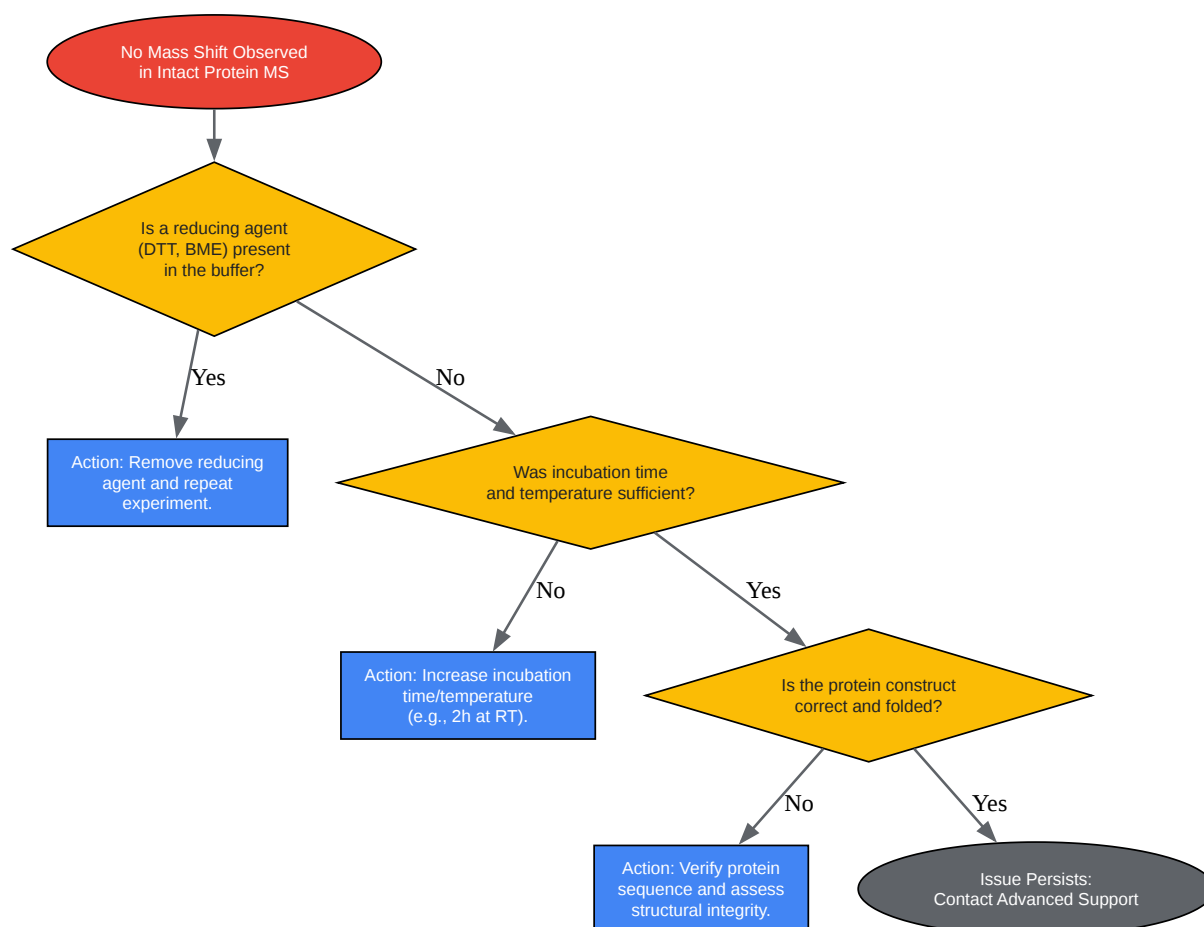 No Mass Shift Observed
in Intact Protein MS
Is a reducing agent
(DTT, BME) present
in the buffer?
Yes
No
Action: Remove reducing
agent and repeat
experiment.
Was incubation time
and temperature sufficient?
No
Yes
Action: Increase incubation
time/temperature
(e.g., 2h at RT).
Is the protein construct
correct and folded?
No
Yes
Action: Verify protein
sequence and assess
structural integrity.
Issue Persists:
Contact Advanced Support